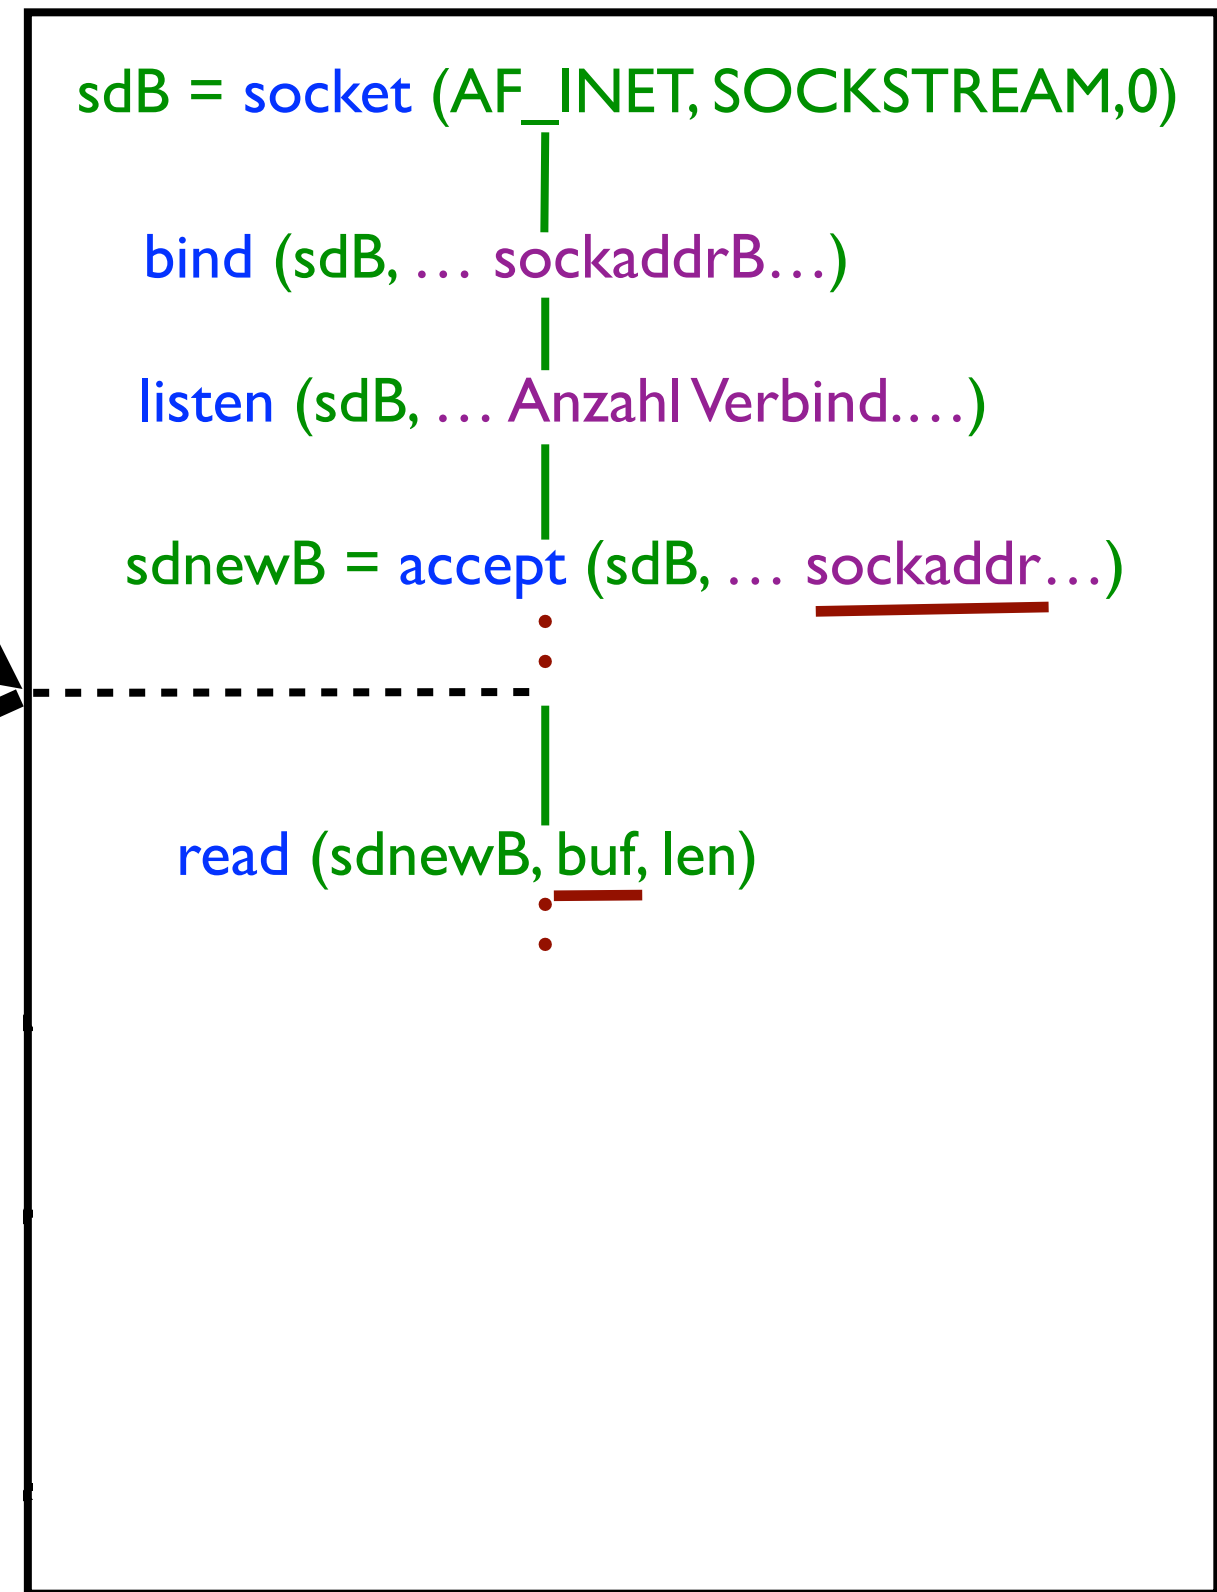 sdB = socket (AF_INET, SOCKSTREAM,0)
bind (sdB, … sockaddrB…)
listen (sdB, … Anzahl Verbind.…)
sdnewB = accept (sdB, … sockaddr…)
read (sdnewB, buf, len)